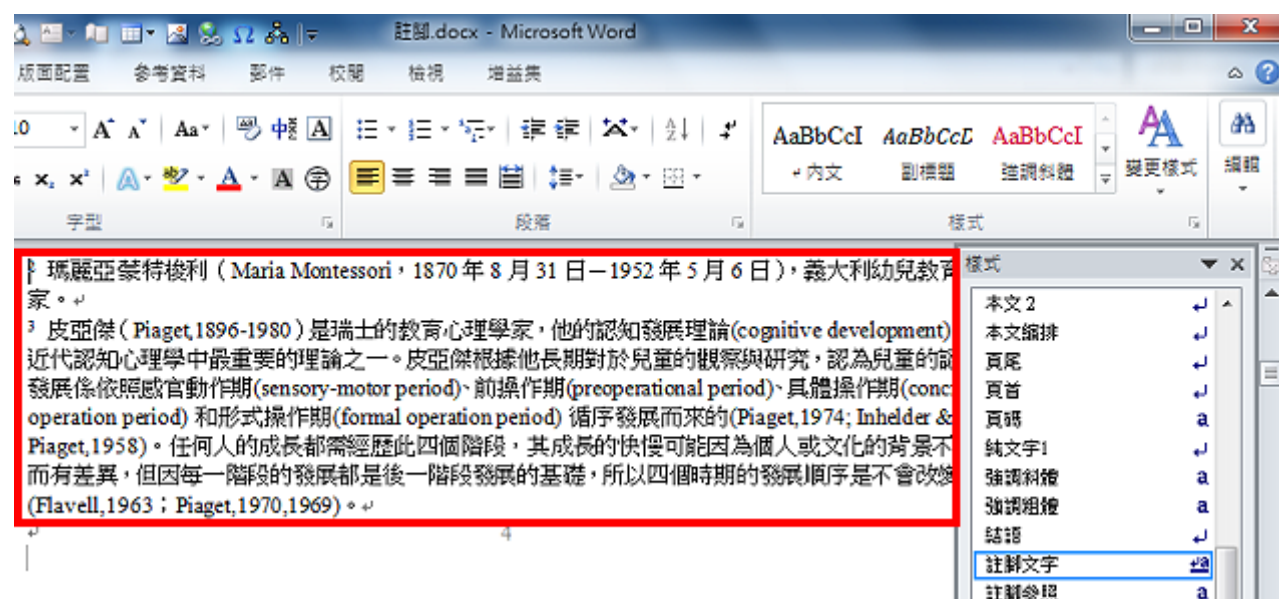 註腳.docx - Microsoft Word
版面配置 參考資料 郵件 校閱 檢視 增益集
AaBbCcI AaBbCcD AaBbCcI
內文 副標題 強調斜體 變更樣式 編輯
字型 段落 樣式
瑪麗亞蒙特梭利（Maria Montessori，1870 年 8 月 31 日－1952 年 5 月 6 日），義大利幼兒教育
家。
3 皮亞傑（Piaget,1896-1980）是瑞士的教育心理學家，他的認知發展理論(cognitive development)
近代認知心理學中最重要的理論之一。皮亞傑根據他長期對於兒童的觀察與研究，認為兒童的認
發展係依照感官動作期(sensory-motor period)、前操作期(preoperational period)、具體操作期(conc
operation period) 和形式操作期(formal operation period) 循序發展而來的(Piaget,1974; Inhelder &
Piaget,1958)。任何人的成長都需經歷此四個階段，其成長的快慢可能因為個人或文化的背景不
而有差異，但因每一階段的發展都是後一階段發展的基礎，所以四個時期的發展順序是不會改變
(Flavell,1963；Piaget,1970,1969)。
4
樣式
本文 2
本文編排
頁尾
頁首
頁碼
純文字1
強調斜體
強調粗體
結語
註腳文字
註腳參照